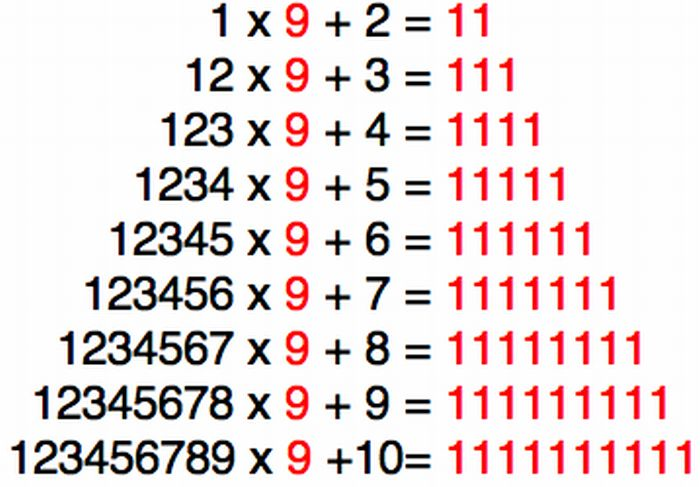 1 x 9 + 2 = 11
12 x 9 + 3 = 111
123 x 9 + 4 = 1111
1234 x 9 + 5 = 11111
12345 x 9 + 6 = 111111
123456 x 9 + 7 = 1111111
1234567 x 9 + 8 = 11111111
12345678 x 9 + 9 = 111111111
123456789 x 9 +10= 1111111111